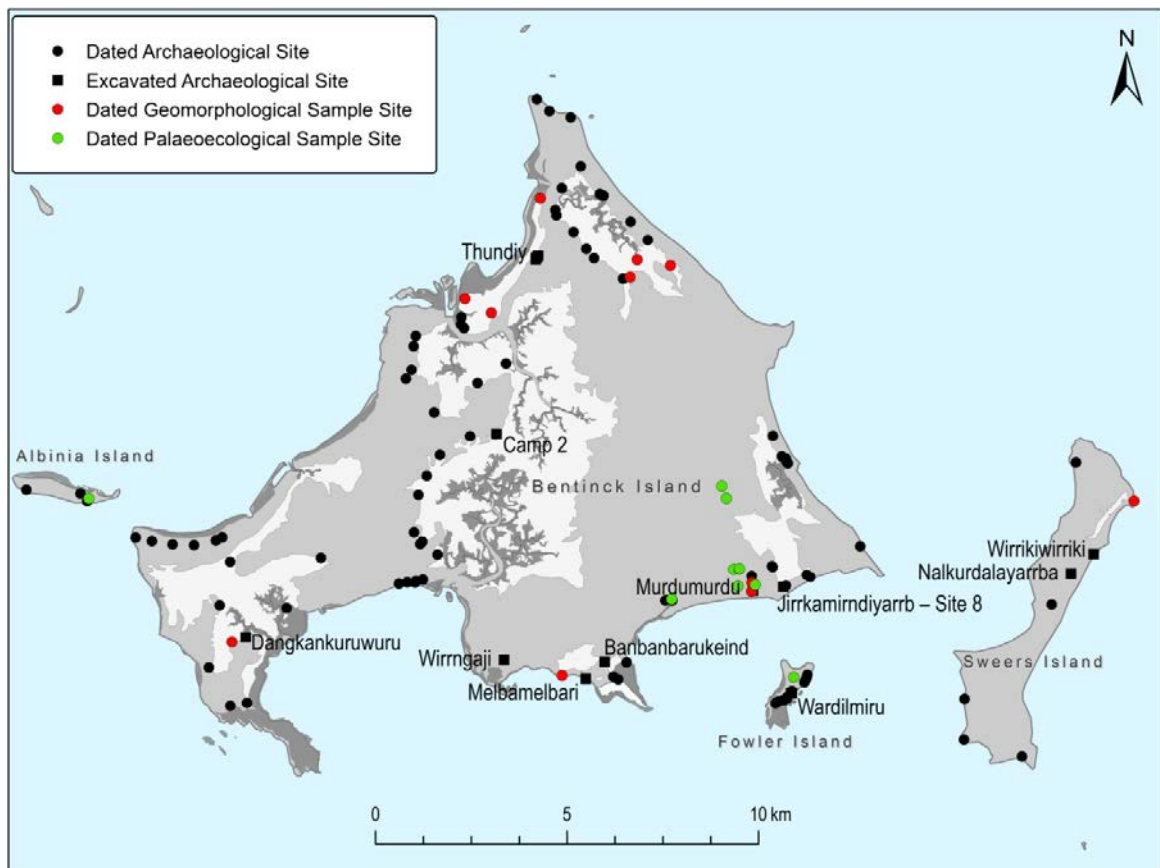 Dated Archaeological Site
Excavated Archaeological Site
Dated Geomorphological Sample Site
Dated Palaeoecological Sample Site
N
Thundiy
Camp 2
Albinia Island
Bentinck Island
Wirrikiwirriki
Nalkurdalayarrba
Murdumurdu
Jirrkamirndiyarrb – Site 8
Dangkankuruwuru
Wirrngaji
Banbanbarukeind
Melbamelbari
Sweers Island
Wardilmiru
Fowler Island
0 5 10 km